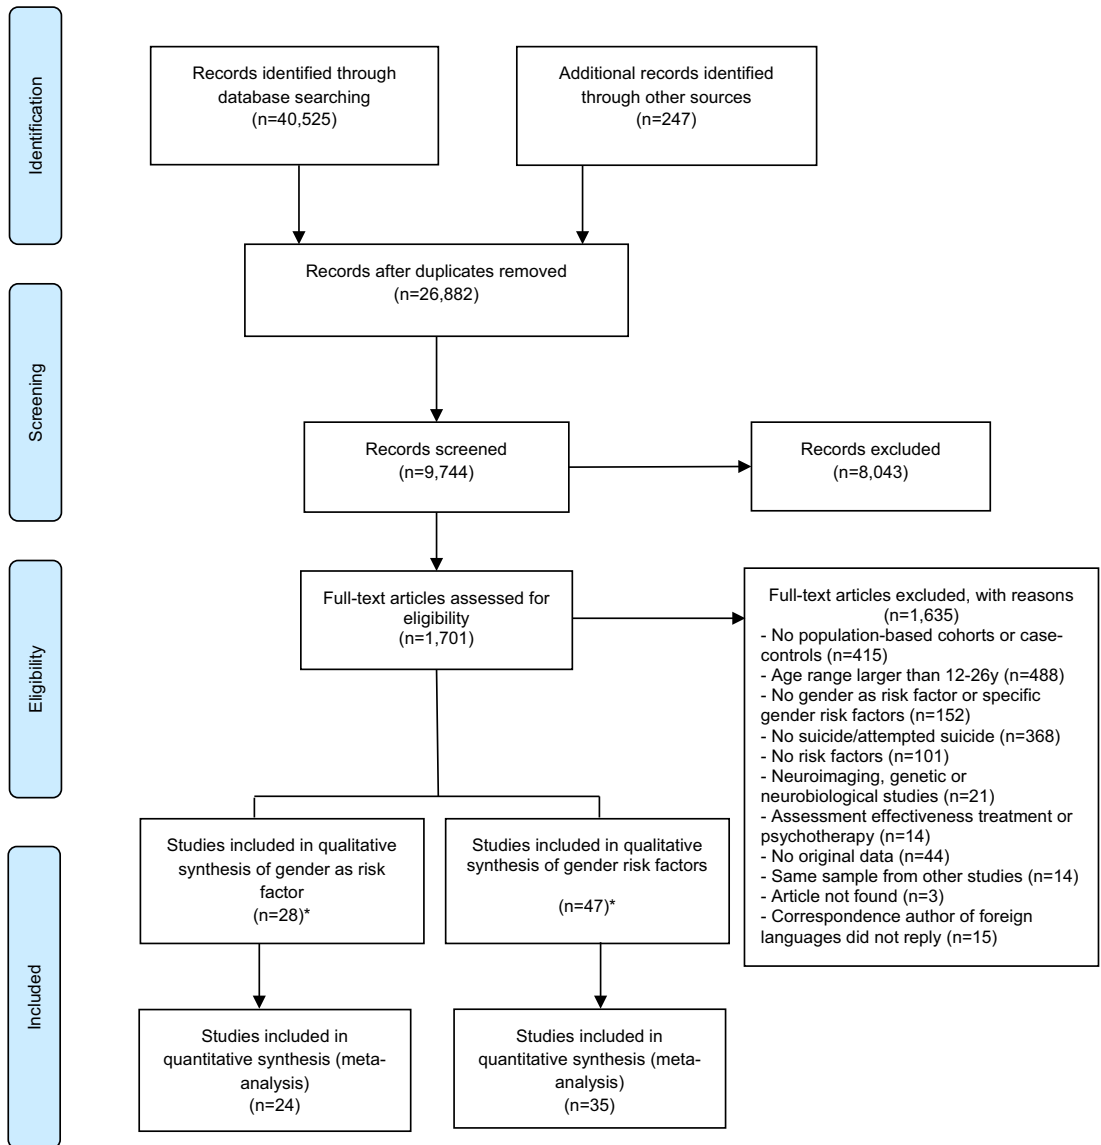 Identification
Records identified through
database searching
(n=40,525)
Additional records identified
through other sources
(n=247)
Records after duplicates removed
(n=26,882)
Screening
Records screened
(n=9,744)
Records excluded
(n=8,043)
Eligibility
Full-text articles assessed for
eligibility
(n=1,701)
Full-text articles excluded, with reasons
(n=1,635)
- No population-based cohorts or case-
controls (n=415)
- Age range larger than 12-26y (n=488)
- No gender as risk factor or specific
gender risk factors (n=152)
- No suicide/attempted suicide (n=368)
- No risk factors (n=101)
- Neuroimaging, genetic or
neurobiological studies (n=21)
- Assessment effectiveness treatment or
psychotherapy (n=14)
- No original data (n=44)
- Same sample from other studies (n=14)
- Article not found (n=3)
- Correspondence author of foreign
languages did not reply (n=15)
Included
Studies included in qualitative
synthesis of gender as risk
factor
(n=28)*
Studies included in qualitative
synthesis of gender risk factors
(n=47)*
Studies included in
quantitative synthesis (meta-
analysis)
(n=24)
Studies included in
quantitative synthesis (meta-
analysis)
(n=35)